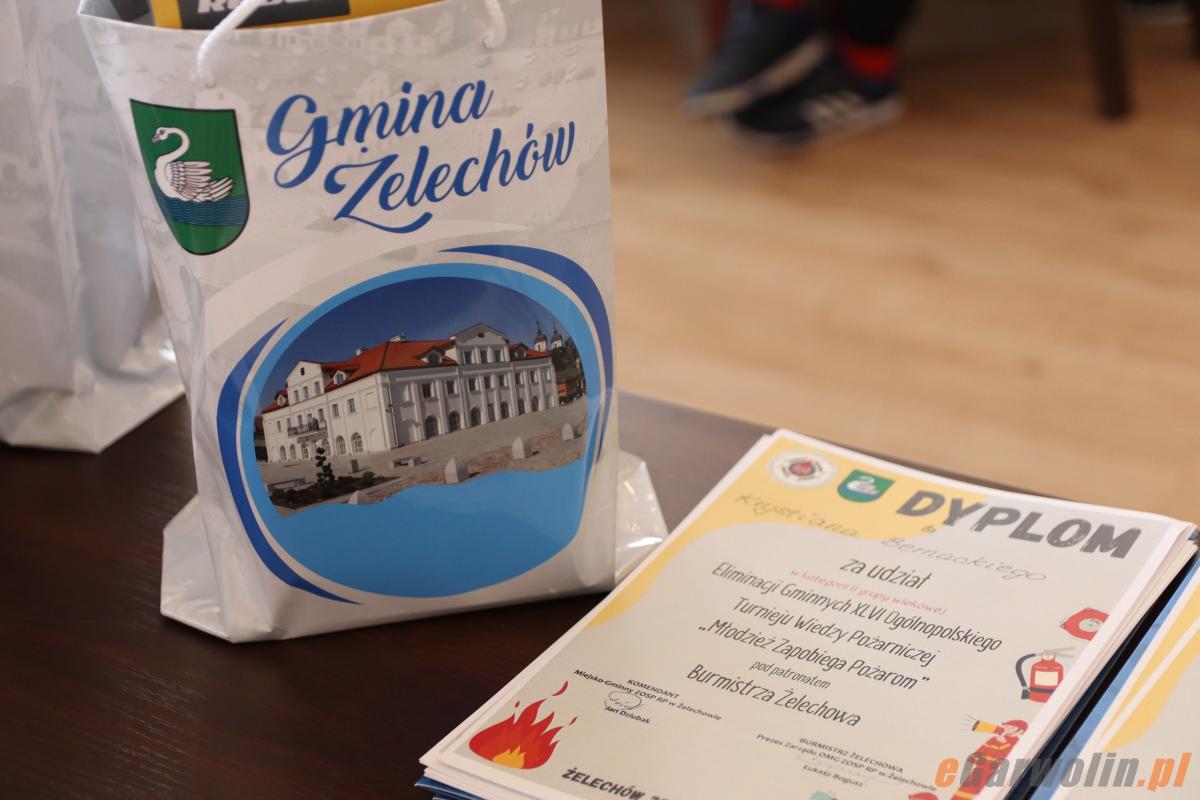 Gmina
Żelechów
DYPLOM
dla
Krystiana Bernackiego
za udział
w kategorii II grupy wiekowej
Eliminacji Gminnych XLVI Ogólnopolskiego
Turnieju Wiedzy Pożarniczej
„Młodzież Zapobiega Pożarom"
pod patronatem
Burmistrza Żelechowa
KOMENDANT
Miejsko-Gminny ZOSP RP w Żelechowie
Jan Dziubak
BURMISTRZ ŻELECHOWA
Prezes Zarządu OMG ZOSP RP w Żelechowie
Łukasz Bogusz
ŻELECHÓW
eGarwolin.pl